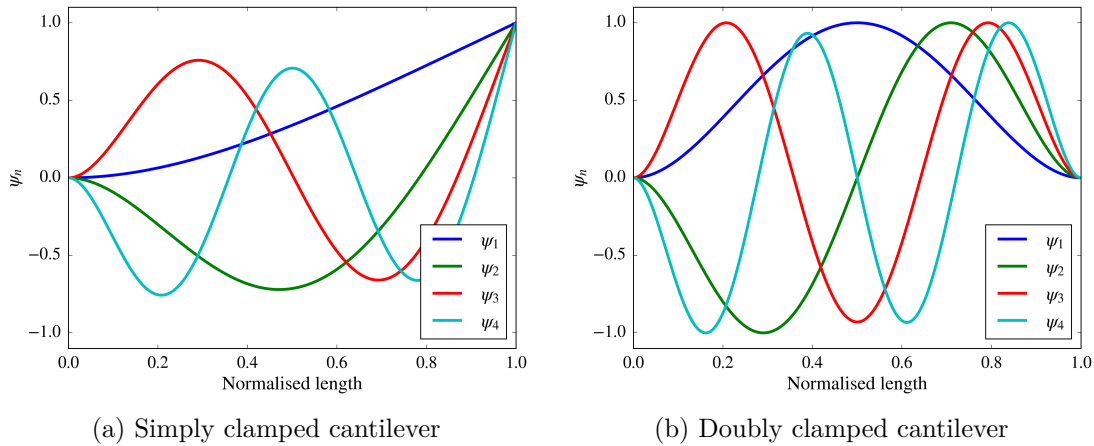 1.0
0.5
0.0
−0.5
−1.0
ψn
0.0 0.2 0.4 0.6 0.8 1.0
Normalised length
ψ1
ψ2
ψ3
ψ4
(a) Simply clamped cantilever
1.0
0.5
0.0
−0.5
−1.0
ψn
0.0 0.2 0.4 0.6 0.8 1.0
Normalised length
ψ1
ψ2
ψ3
ψ4
(b) Doubly clamped cantilever